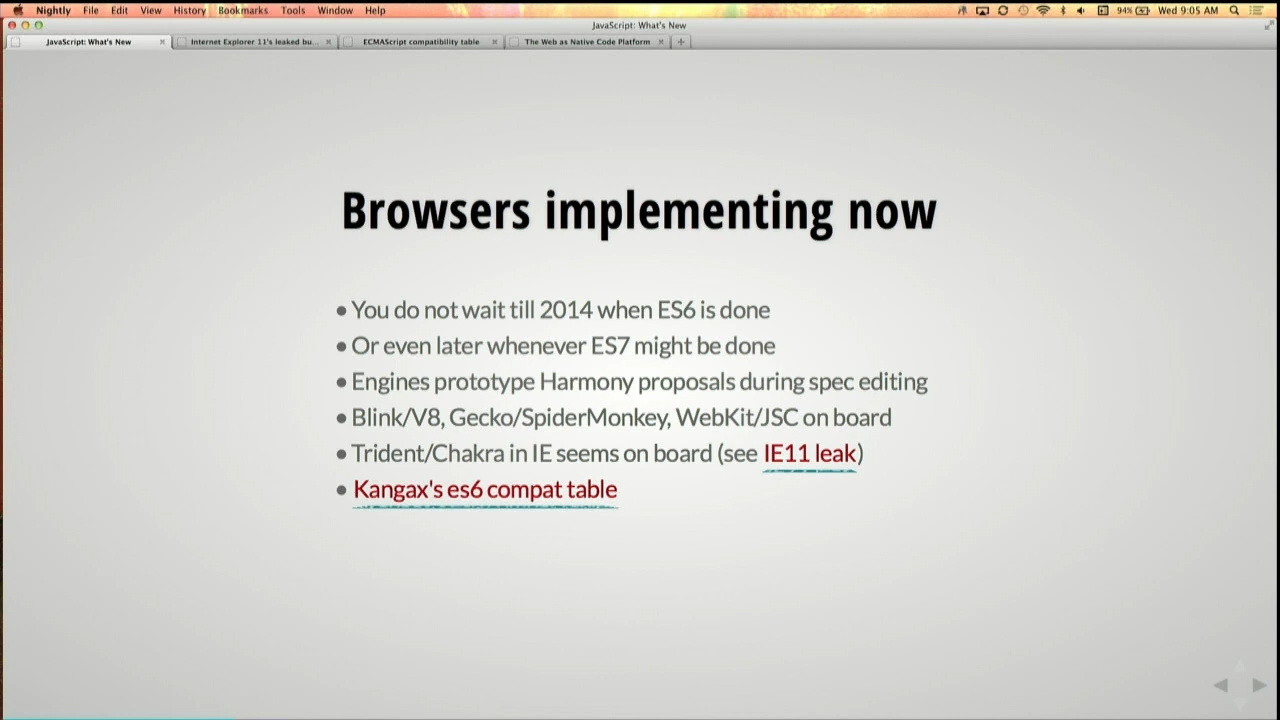 Nightly File Edit View History Bookmarks Tools Window Help 94% Wed 9:05 AM
JavaScript: What's New
JavaScript: What's New Internet Explorer 11's leaked bu... ECMAScript compatibility table The Web as Native Code Platform
Browsers implementing now
• You do not wait till 2014 when ES6 is done
• Or even later whenever ES7 might be done
• Engines prototype Harmony proposals during spec editing
• Blink/V8, Gecko/SpiderMonkey, WebKit/JSC on board
• Trident/Chakra in IE seems on board (see IE11 leak)
• Kangax's es6 compat table